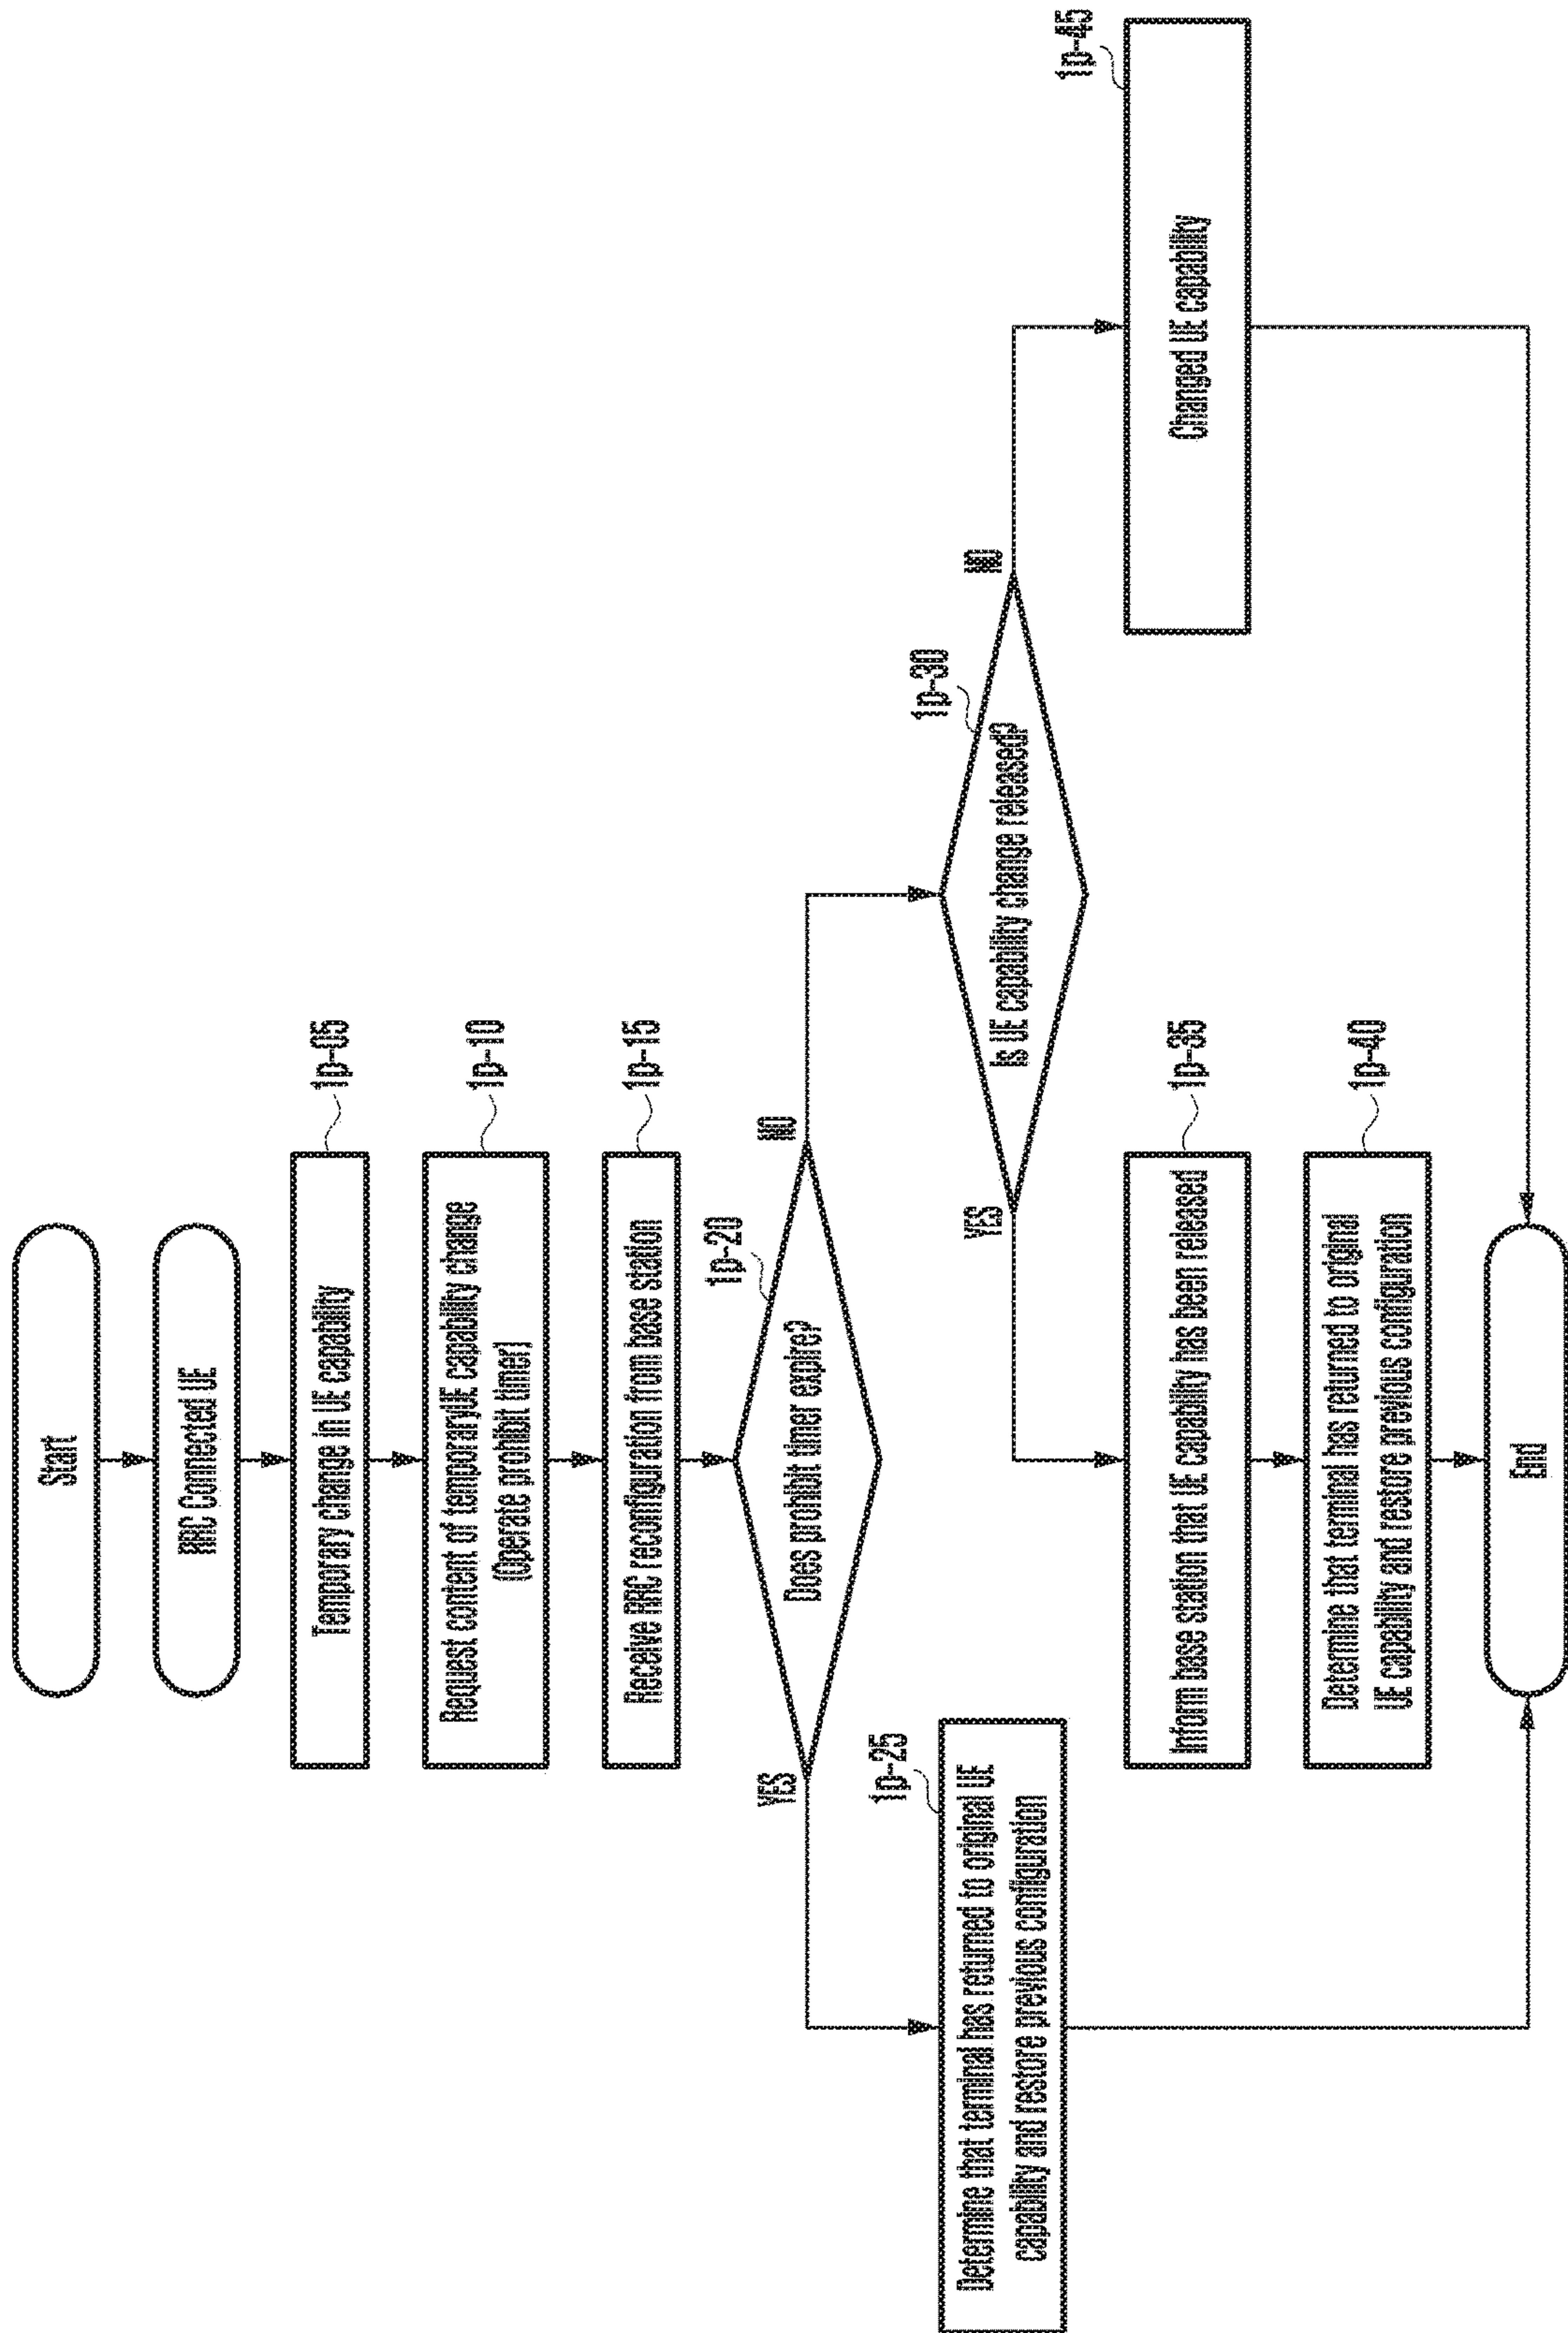 Start
RRC Connected UE
Temporary change in UE capability
1p-05
Request content of temporaryUE capability change
(Operate prohibit timer)
1p-10
Receive RRC reconfiguration from base station
1p-15
Does prohibit timer expire?
1p-20
YES
NO
Determine that terminal has returned to original UE
capability and restore previous configuration
1p-25
Is UE capability change released?
1p-30
YES
NO
Inform base station that UE capability has been released
1p-35
Changed UE capability
1p-45
Determine that terminal has returned to original
UE capability and restore previous configuration
1p-40
End